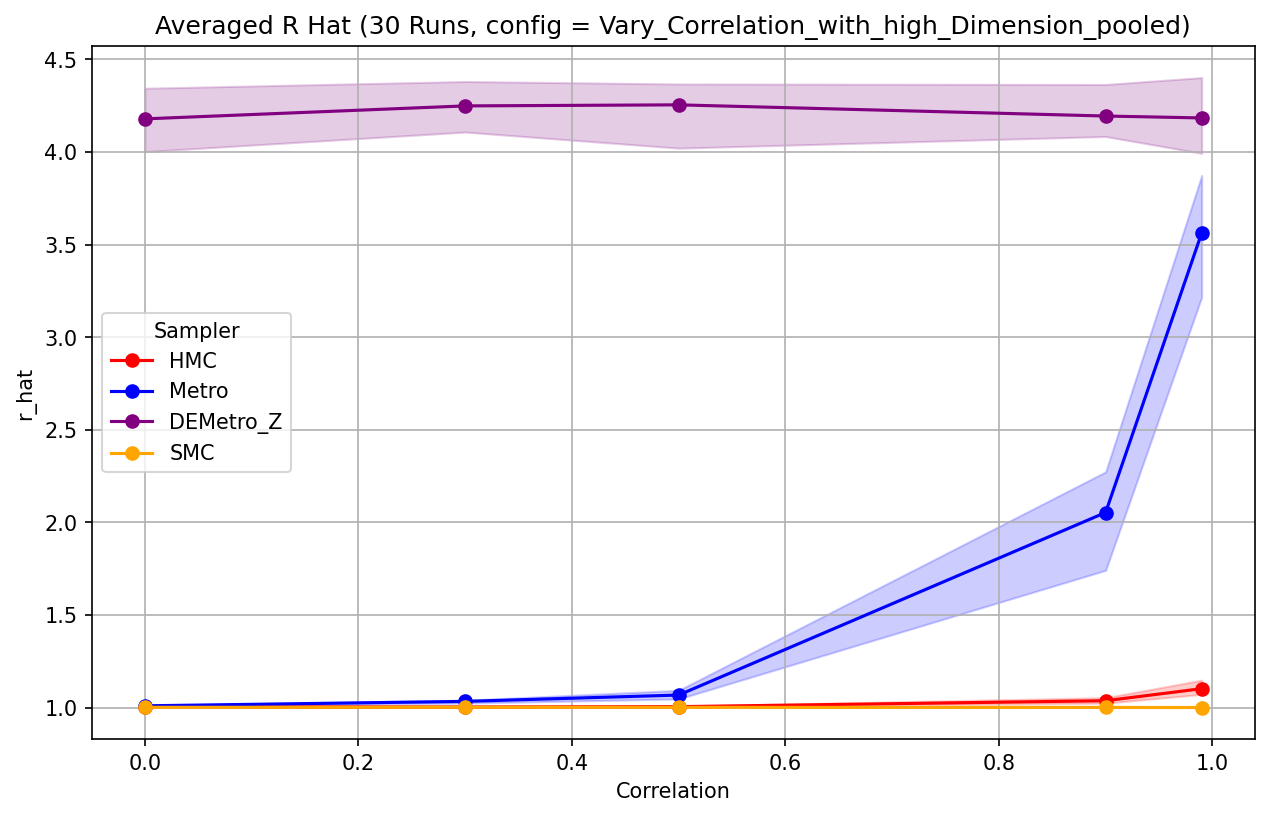 Averaged R Hat (30 Runs, config = Vary_Correlation_with_high_Dimension_pooled)
4.5
4.0
3.5
3.0
2.5
2.0
1.5
1.0
r_hat
Sampler
HMC
Metro
DEMetro_Z
SMC
0.0 0.2 0.4 0.6 0.8 1.0
Correlation